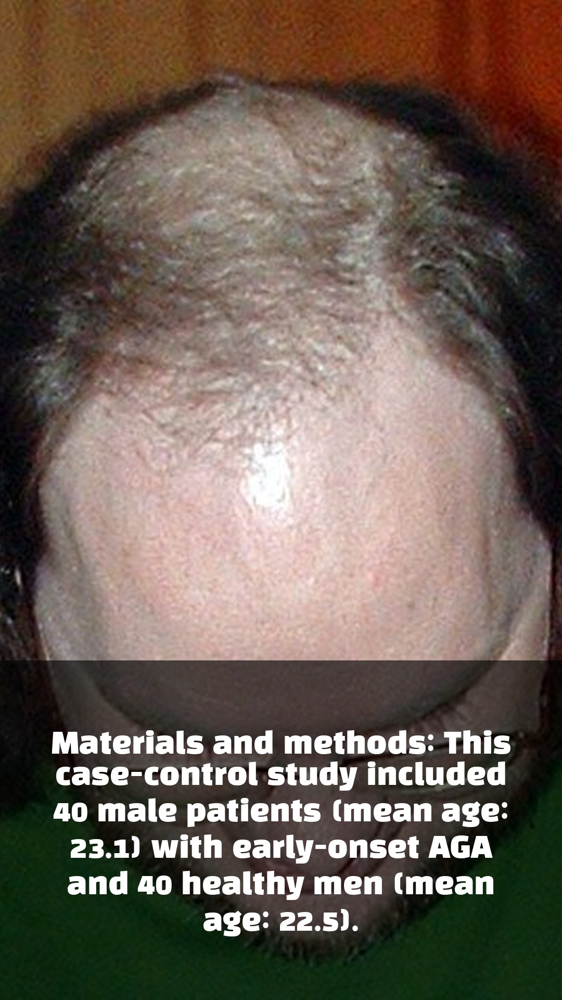 Materials and methods: This
case-control study included
40 male patients (mean age:
23.1) with early-onset AGA
and 40 healthy men (mean
age: 22.5).